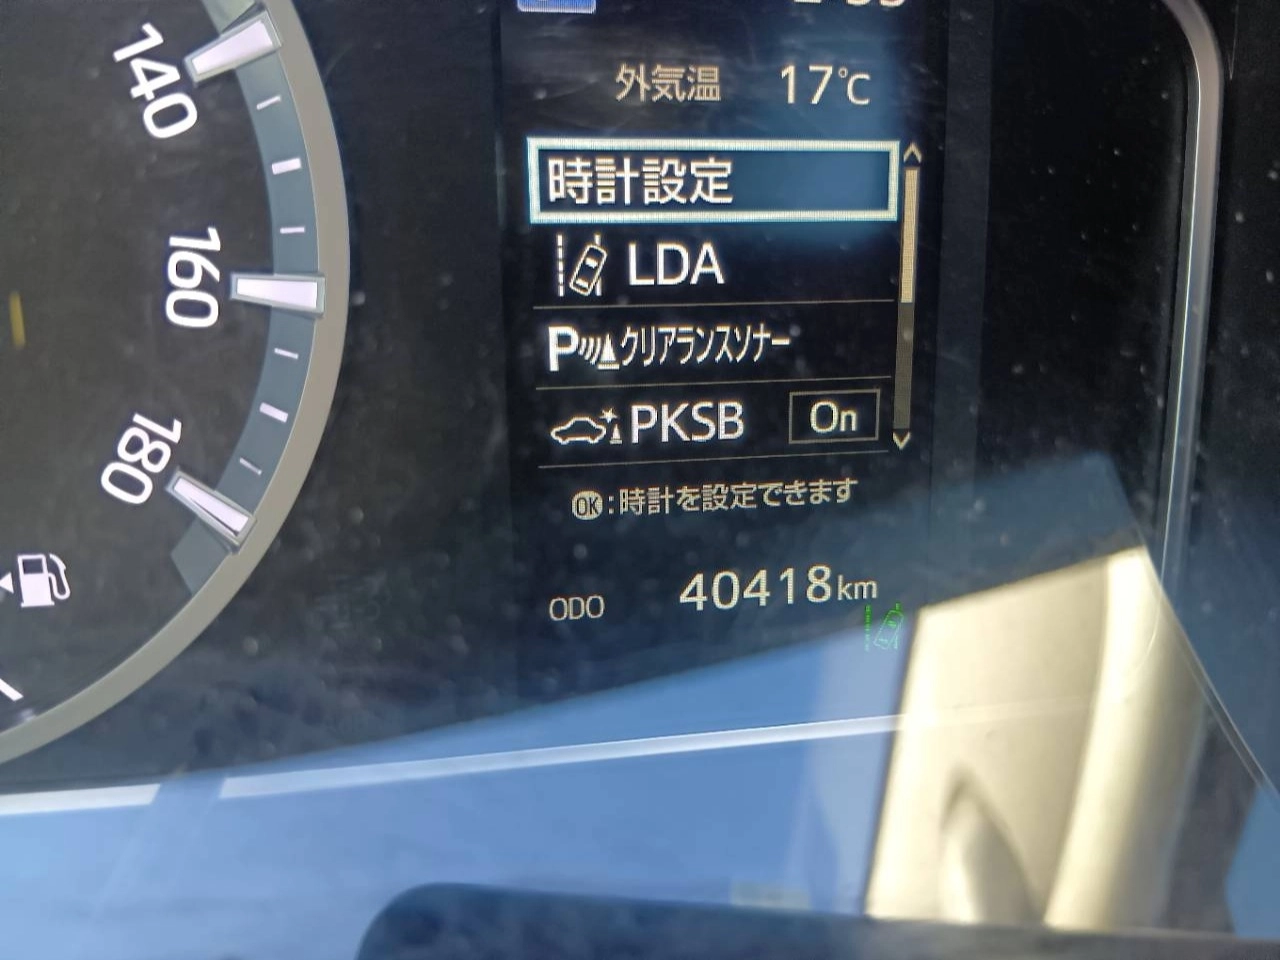 外気温 17℃
時計設定
LDA
Pクリアランスソナー
PKSB On
OK:時計を設定できます
ODO 40418km
140
160
180